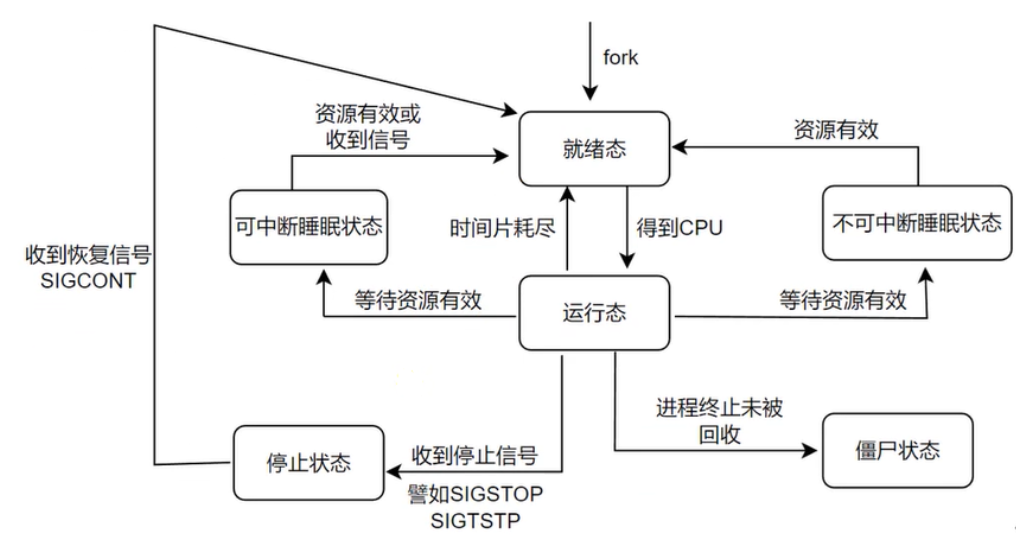 fork
资源有效或
收到信号
资源有效
就绪态
可中断睡眠状态
时间片耗尽
得到CPU
不可中断睡眠状态
收到恢复信号
SIGCONT
等待资源有效
运行态
等待资源有效
进程终止未被
回收
停止状态
收到停止信号
譬如SIGSTOP
SIGTSTP
僵尸状态